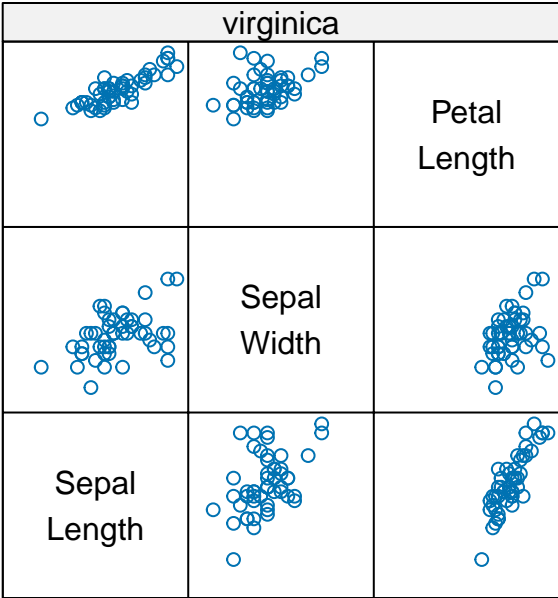 virginica
Petal
Length
Sepal
Width
Sepal
Length